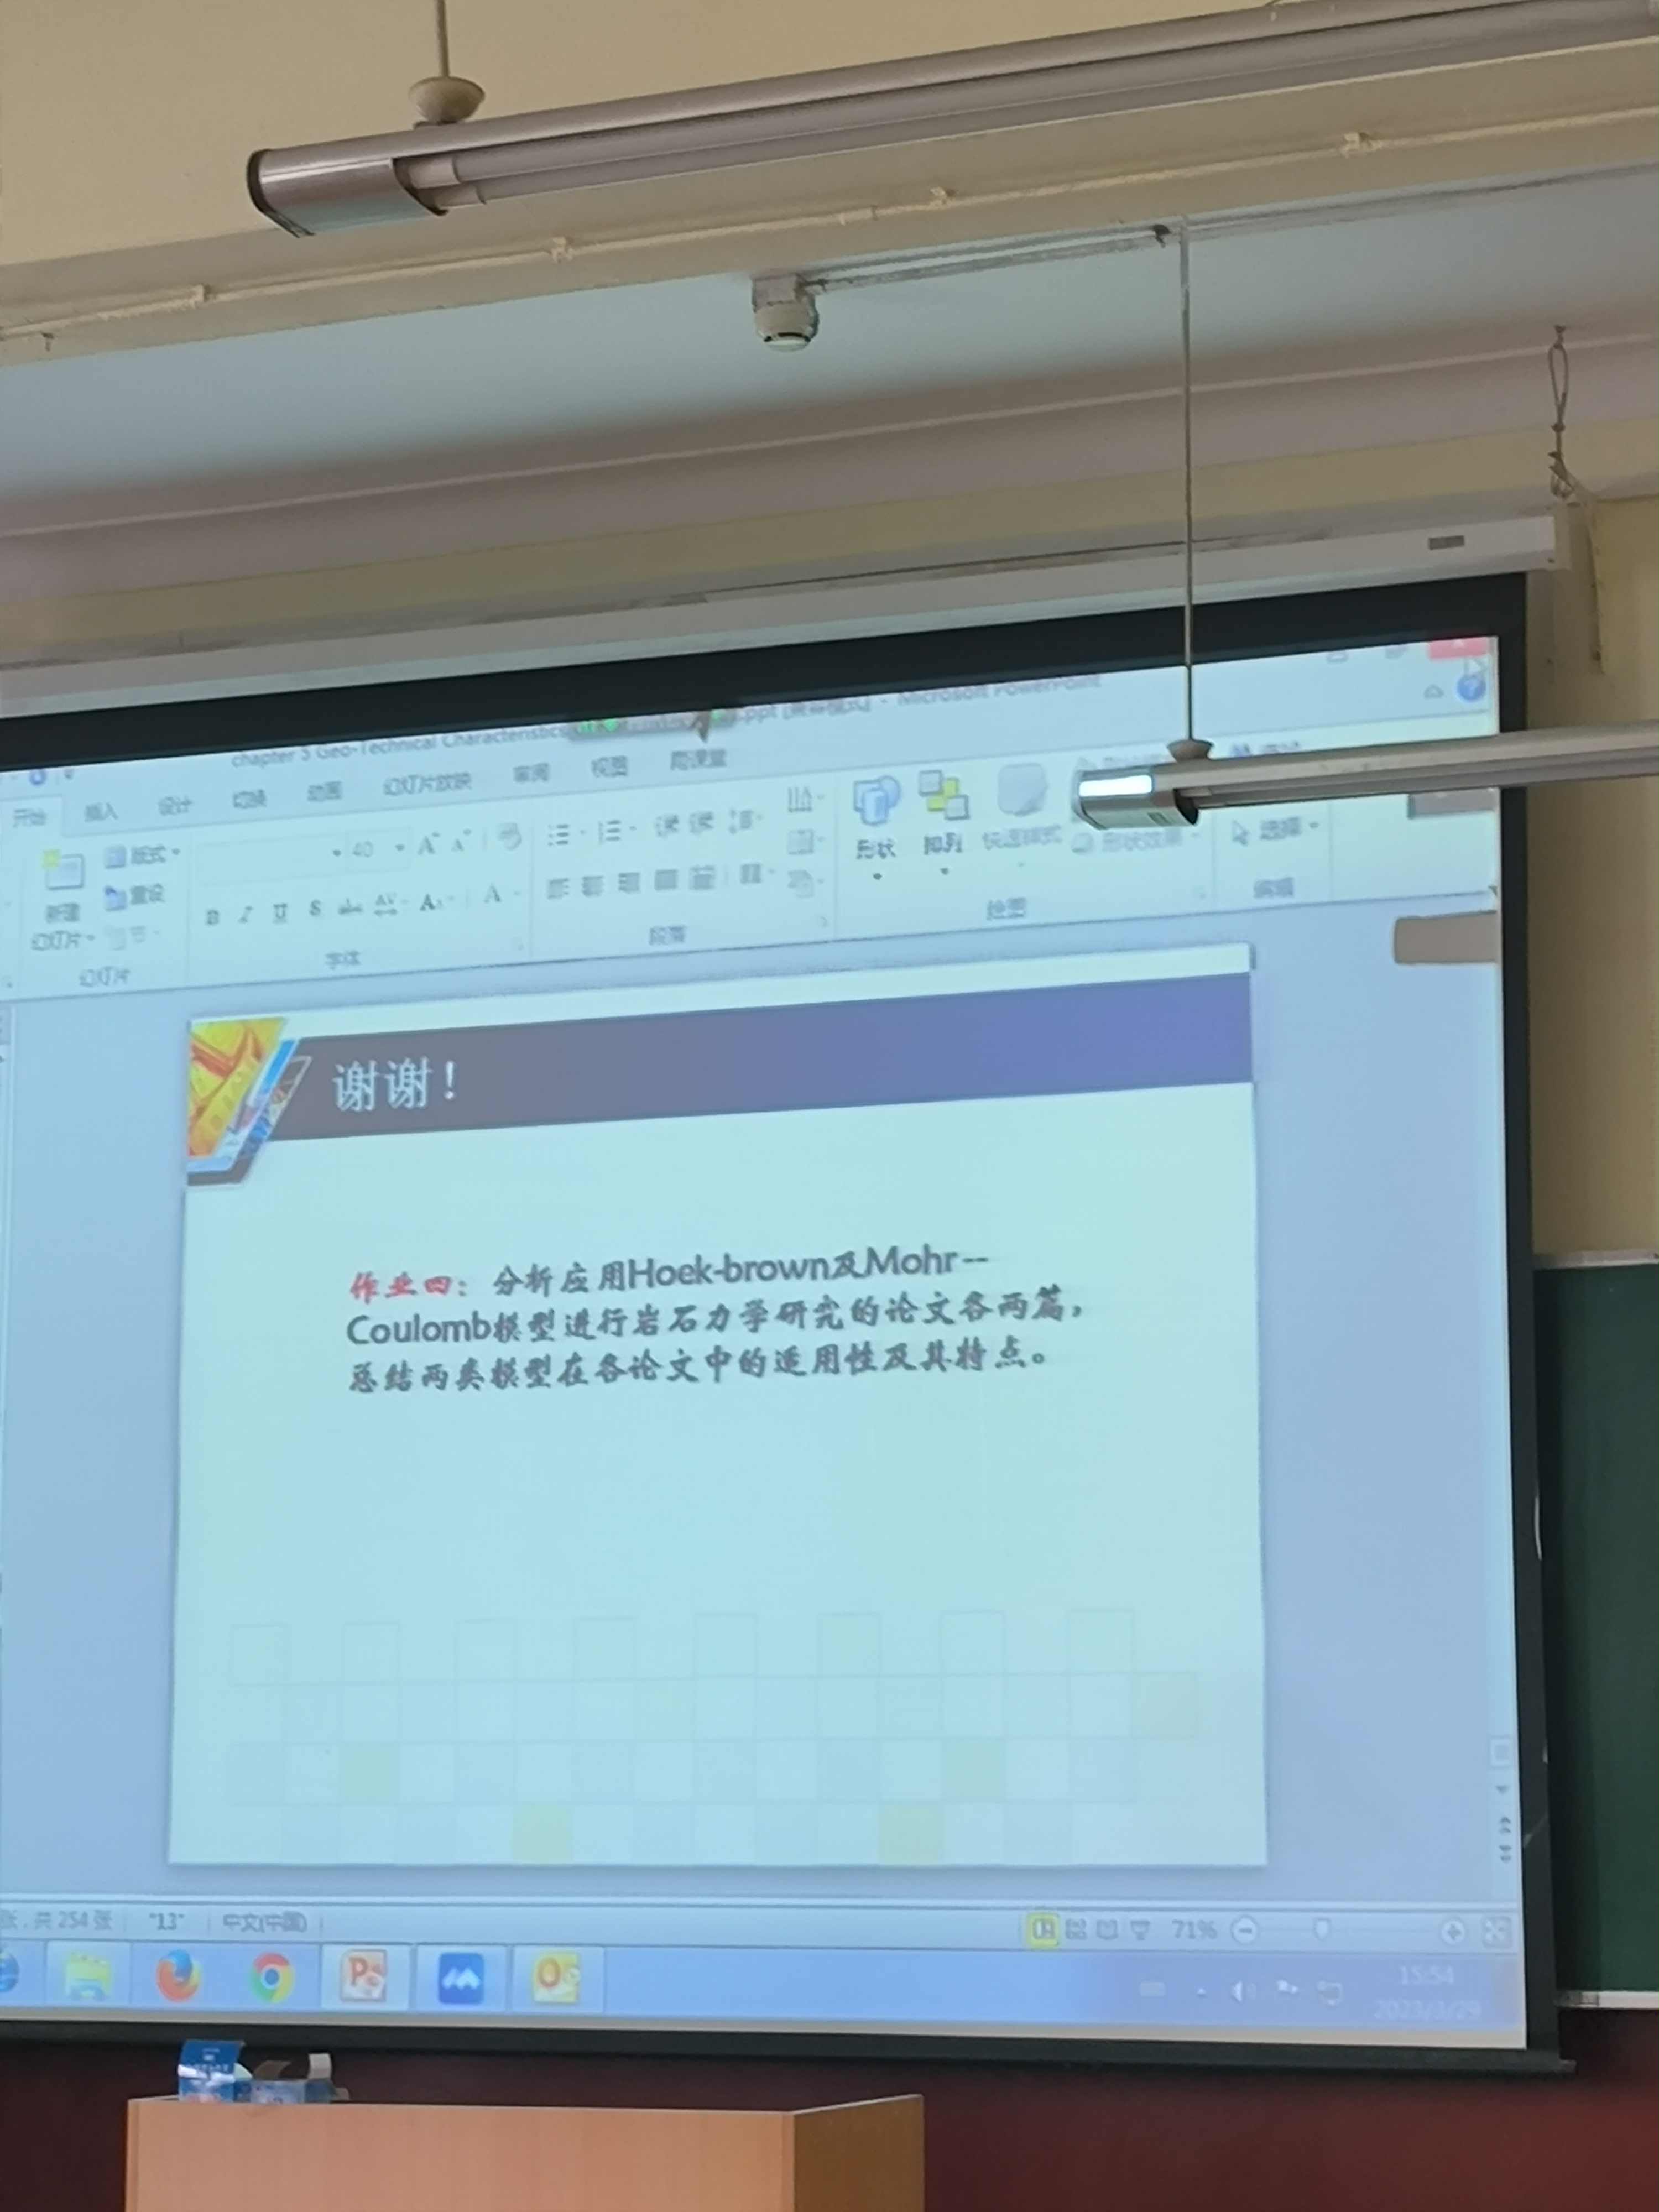 chapter 5 Geo-Technical Characteristics
.ppt [兼容模式] - Microsoft PowerPoint
开始 插入 设计 切换 动画 幻灯片放映 审阅 视图 雨课堂
版式
重设
节
新建
幻灯片
幻灯片
40
B I U S abc AV Aa A
字体
段落
形状 排列 快速样式
形状效果
绘图
选择
编辑
谢谢！
作业四：分析应用Hoek-brown及Mohr--
Coulomb模型进行岩石力学研究的论文各两篇，
总结两类模型在各论文中的适用性及其特点。
张，共 254 张 "13" 中文(中国)
71%
15:54
2023/3/29